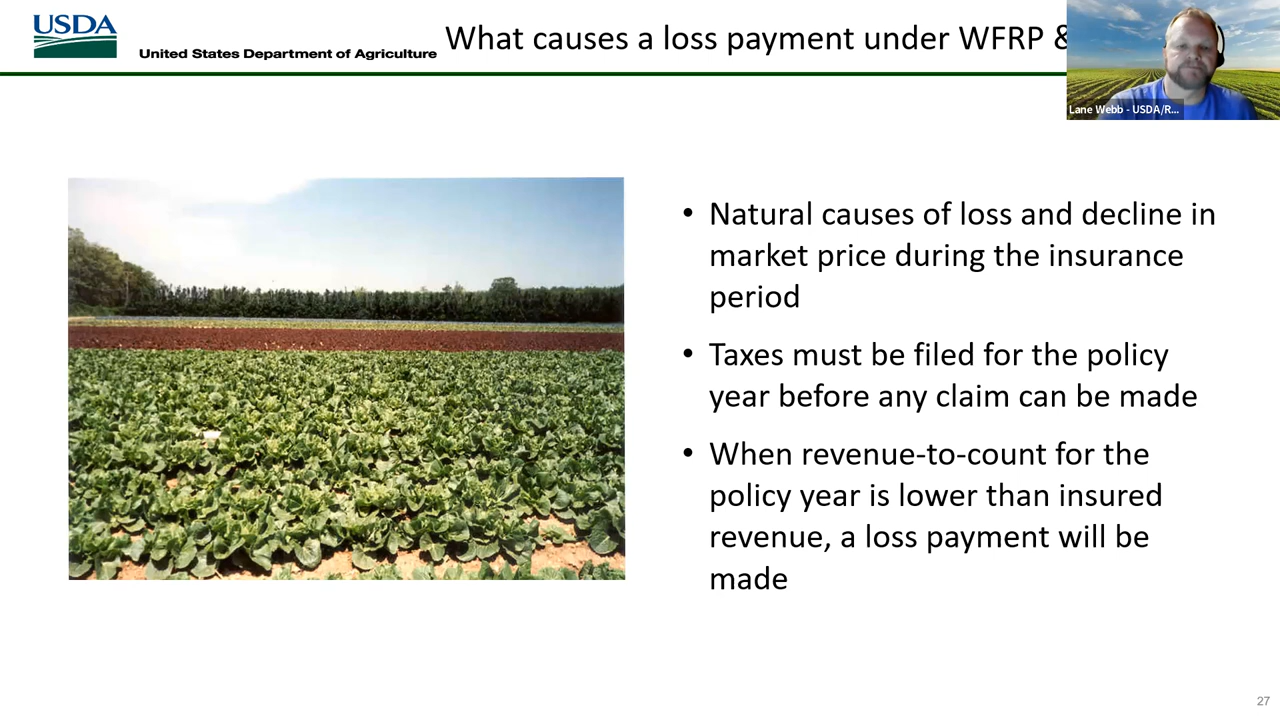 USDA
United States Department of Agriculture
What causes a loss payment under WFRP &
Lane Webb - USDA/R...
• Natural causes of loss and decline in
market price during the insurance
period
• Taxes must be filed for the policy
year before any claim can be made
• When revenue-to-count for the
policy year is lower than insured
revenue, a loss payment will be
made
27